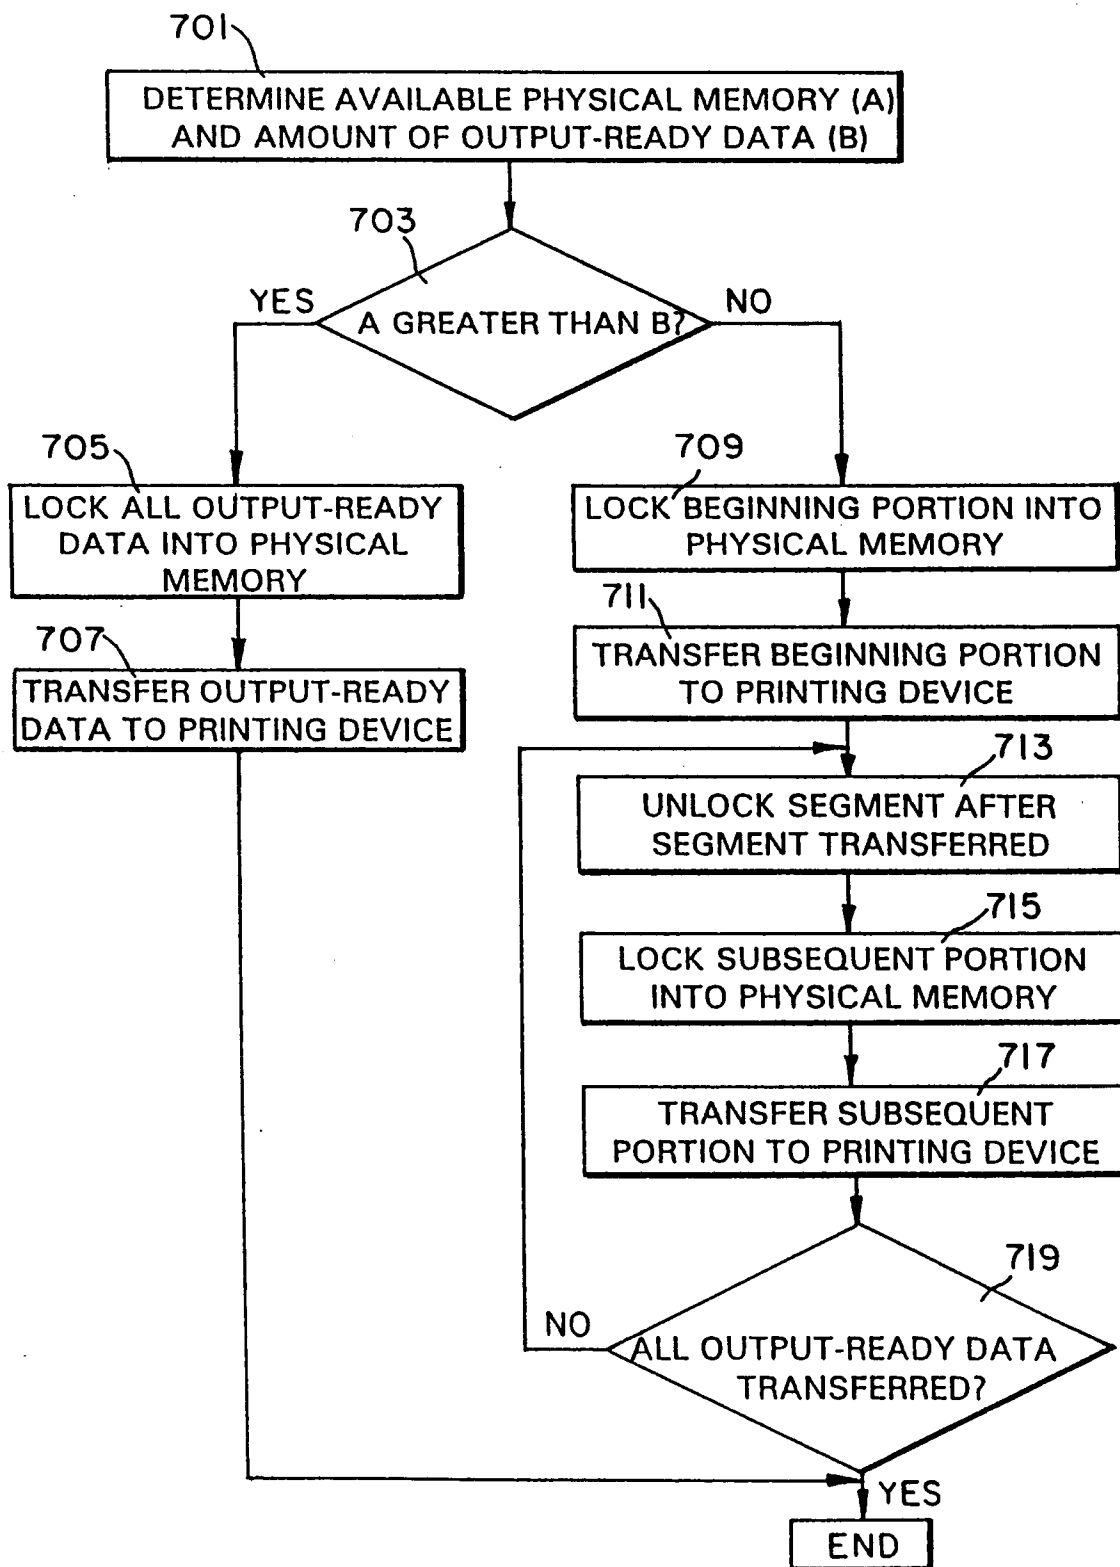 701
DETERMINE AVAILABLE PHYSICAL MEMORY (A)
AND AMOUNT OF OUTPUT-READY DATA (B)
703
YES
A GREATER THAN B?
NO
705
LOCK ALL OUTPUT-READY
DATA INTO PHYSICAL
MEMORY
707
TRANSFER OUTPUT-READY
DATA TO PRINTING DEVICE
709
LOCK BEGINNING PORTION INTO
PHYSICAL MEMORY
711
TRANSFER BEGINNING PORTION
TO PRINTING DEVICE
713
UNLOCK SEGMENT AFTER
SEGMENT TRANSFERRED
715
LOCK SUBSEQUENT PORTION
INTO PHYSICAL MEMORY
717
TRANSFER SUBSEQUENT
PORTION TO PRINTING DEVICE
719
NO
ALL OUTPUT-READY DATA
TRANSFERRED?
YES
END